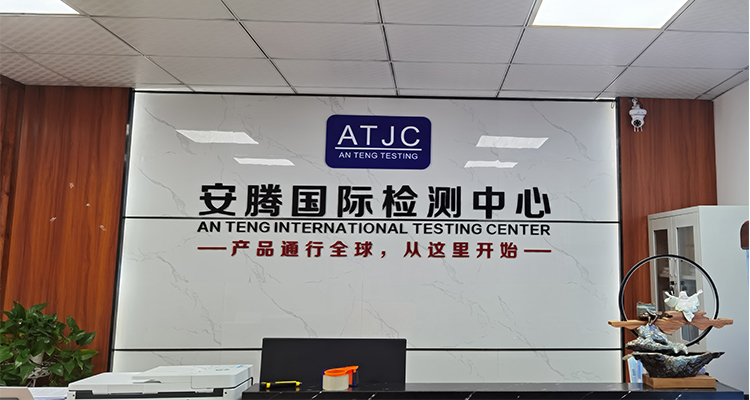 ATJC
AN TENG TESTING
安腾国际检测中心
AN TENG INTERNATIONAL TESTING CENTER
—产品通行全球，从这里开始—